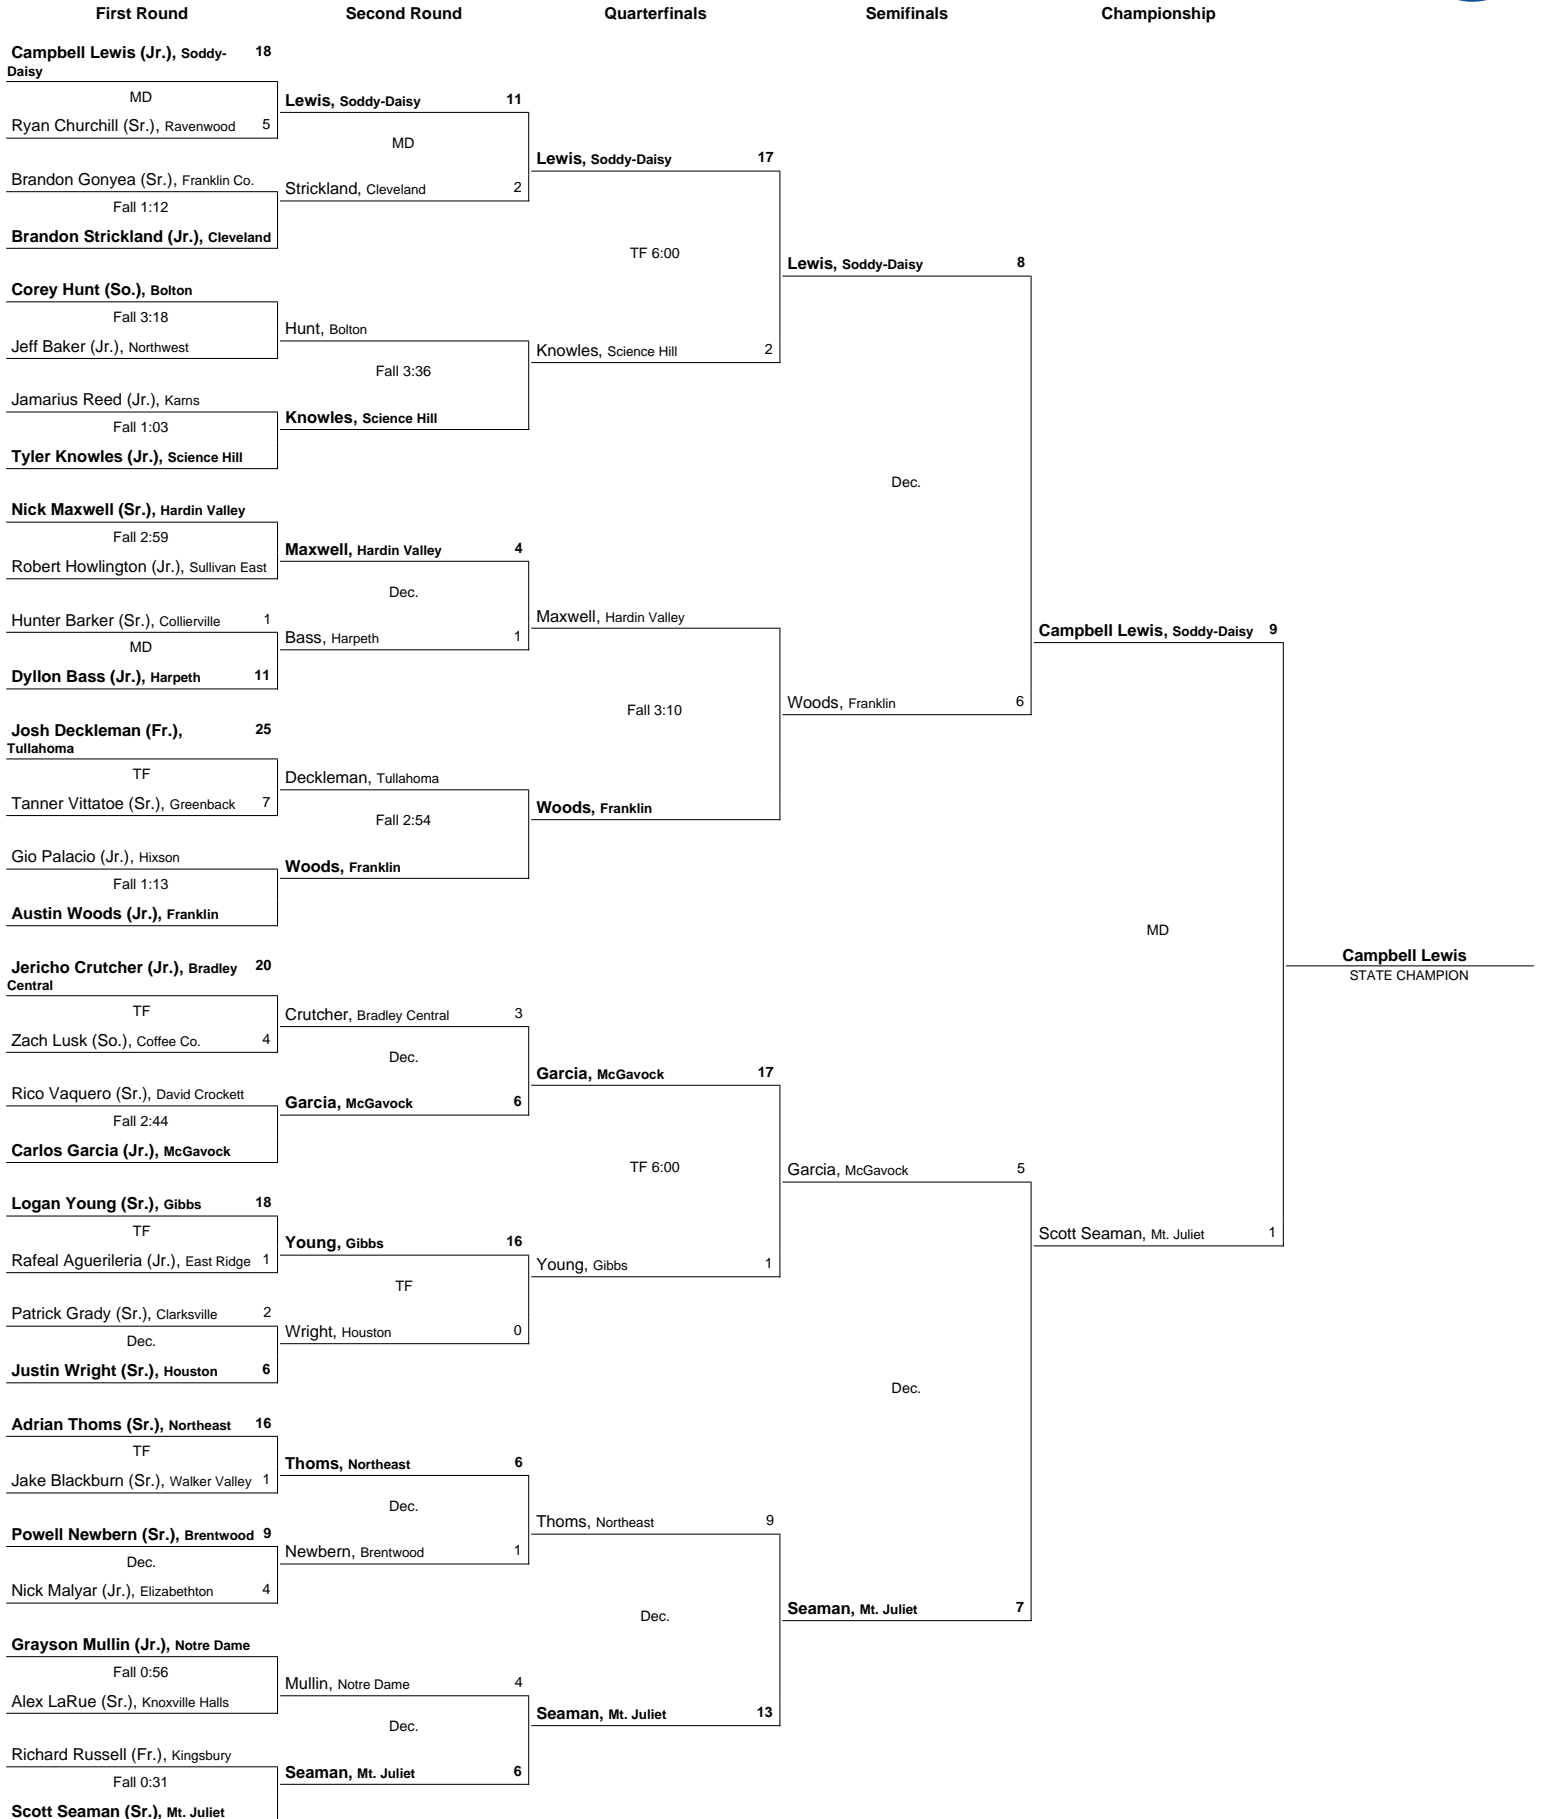 First Round Second Round Quarterfinals Semifinals Championship
Campbell Lewis (Jr.), Soddy- 18
Daisy
MD
Ryan Churchill (Sr.), Ravenwood 5
Brandon Gonyea (Sr.), Franklin Co.
Fall 1:12
Brandon Strickland (Jr.), Cleveland
Corey Hunt (So.), Bolton
Fall 3:18
Jeff Baker (Jr.), Northwest
Jamarius Reed (Jr.), Karns
Fall 1:03
Tyler Knowles (Jr.), Science Hill
Nick Maxwell (Sr.), Hardin Valley
Fall 2:59
Robert Howlington (Jr.), Sullivan East
Hunter Barker (Sr.), Collierville 1
MD
Dyllon Bass (Jr.), Harpeth 11
Josh Deckleman (Fr.), 25
Tullahoma
TF
Tanner Vittatoe (Sr.), Greenback 7
Gio Palacio (Jr.), Hixson
Fall 1:13
Austin Woods (Jr.), Franklin
Jericho Crutcher (Jr.), Bradley 20
Central
TF
Zach Lusk (So.), Coffee Co. 4
Rico Vaquero (Sr.), David Crockett
Fall 2:44
Carlos Garcia (Jr.), McGavock
Logan Young (Sr.), Gibbs 18
TF
Rafeal Aguerileria (Jr.), East Ridge 1
Patrick Grady (Sr.), Clarksville 2
Dec.
Justin Wright (Sr.), Houston 6
Adrian Thoms (Sr.), Northeast 16
TF
Jake Blackburn (Sr.), Walker Valley 1
Powell Newbern (Sr.), Brentwood 9
Dec.
Nick Malyar (Jr.), Elizabethton 4
Grayson Mullin (Jr.), Notre Dame
Fall 0:56
Alex LaRue (Sr.), Knoxville Halls
Richard Russell (Fr.), Kingsbury
Fall 0:31
Scott Seaman (Sr.), Mt. Juliet
Lewis, Soddy-Daisy 11
MD
Strickland, Cleveland 2
Hunt, Bolton
Fall 3:36
Knowles, Science Hill
Maxwell, Hardin Valley 4
Dec.
Bass, Harpeth 1
Deckleman, Tullahoma
Fall 2:54
Woods, Franklin
Crutcher, Bradley Central 3
Dec.
Garcia, McGavock 6
Young, Gibbs 16
TF
Wright, Houston 0
Thoms, Northeast 6
Dec.
Newbern, Brentwood 1
Mullin, Notre Dame 4
Dec.
Seaman, Mt. Juliet 6
Lewis, Soddy-Daisy 17
TF 6:00
Knowles, Science Hill 2
Maxwell, Hardin Valley
Fall 3:10
Woods, Franklin
Garcia, McGavock 17
TF 6:00
Young, Gibbs 1
Thoms, Northeast 9
Dec.
Seaman, Mt. Juliet 13
Lewis, Soddy-Daisy 8
Dec.
Woods, Franklin 6
Garcia, McGavock 5
Dec.
Seaman, Mt. Juliet 7
Campbell Lewis, Soddy-Daisy 9
MD
Scott Seaman, Mt. Juliet 1
Campbell Lewis
STATE CHAMPION